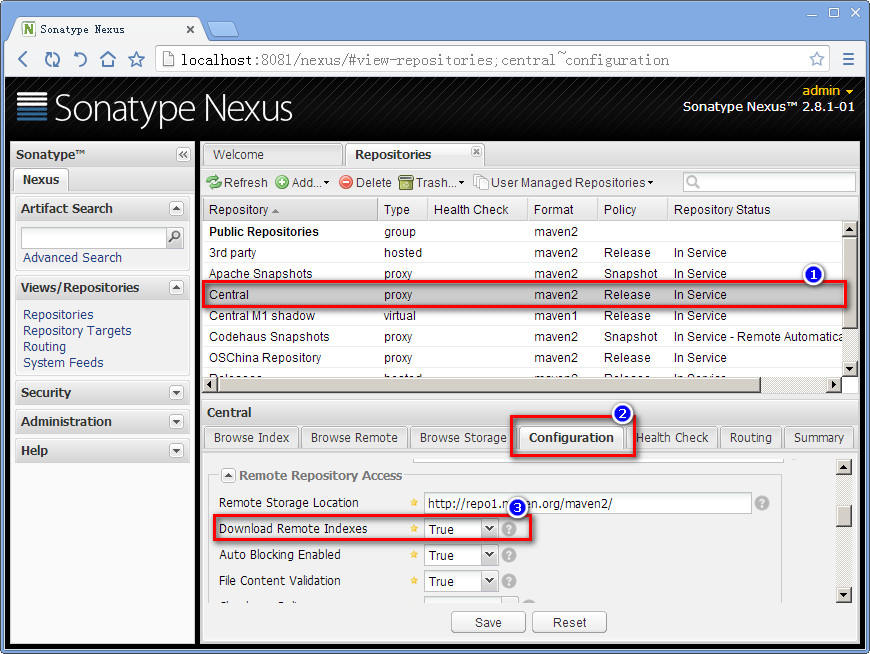 Sonatype Nexus
localhost:8081/nexus/#view-repositories;central~configuration
Sonatype Nexus
admin
Sonatype Nexus™ 2.8.1-01
Sonatype™
Nexus
Artifact Search
Advanced Search
Views/Repositories
Repositories
Repository Targets
Routing
System Feeds
Security
Administration
Help
Welcome
Repositories
Refresh Add... Delete Trash... User Managed Repositories
Repository Type Health Check Format Policy Repository Status
Public Repositories group maven2
3rd party hosted maven2 Release In Service
Apache Snapshots proxy maven2 Snapshot In Service
1
Central proxy maven2 Release In Service
Central M1 shadow virtual maven1 Release In Service
Codehaus Snapshots proxy maven2 Snapshot In Service - Remote Automatica
OSChina Repository proxy maven2 Release In Service
Central
2
Browse Index Browse Remote Browse Storage Configuration Health Check Routing Summary
Remote Repository Access
Remote Storage Location http://repo1.maven.org/maven2/
3
Download Remote Indexes True
Auto Blocking Enabled True
File Content Validation True
Save Reset